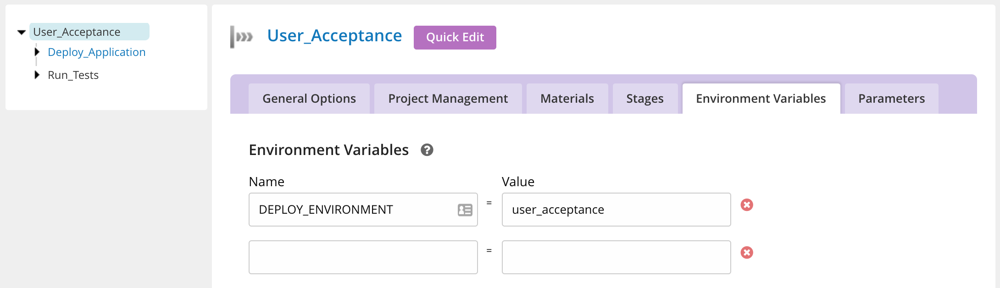 User_Acceptance
Deploy_Application
Run_Tests
User_Acceptance Quick Edit
General Options Project Management Materials Stages Environment Variables Parameters
Environment Variables ?
Name Value
DEPLOY_ENVIRONMENT = user_acceptance
=